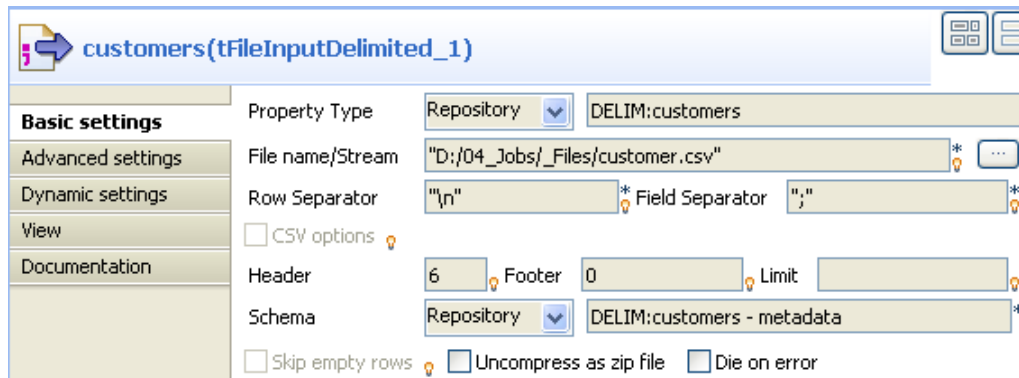 customers(tFileInputDelimited_1)
Basic settings
Advanced settings
Dynamic settings
View
Documentation
Property Type Repository DELIM:customers
File name/Stream "D:/04_Jobs/_Files/customer.csv" * ...
Row Separator "\n" * Field Separator ";" *
CSV options
Header 6 Footer 0 Limit
Schema Repository DELIM:customers - metadata *
Skip empty rows Uncompress as zip file Die on error